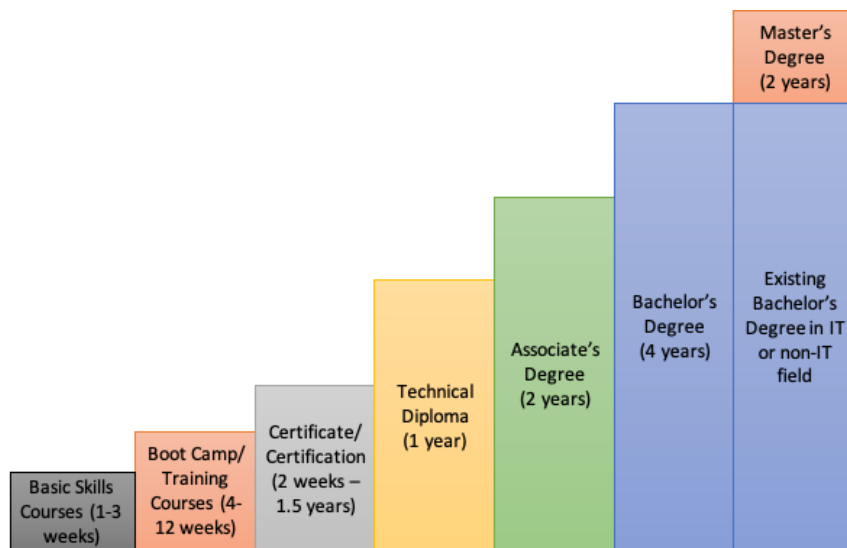 Basic Skills
Courses (1-3
weeks)
Boot Camp/
Training
Courses (4-
12 weeks)
Certificate/
Certification
(2 weeks –
1.5 years)
Technical
Diploma
(1 year)
Associate's
Degree
(2 years)
Bachelor's
Degree
(4 years)
Master's
Degree
(2 years)
Existing
Bachelor's
Degree in IT
or non-IT
field